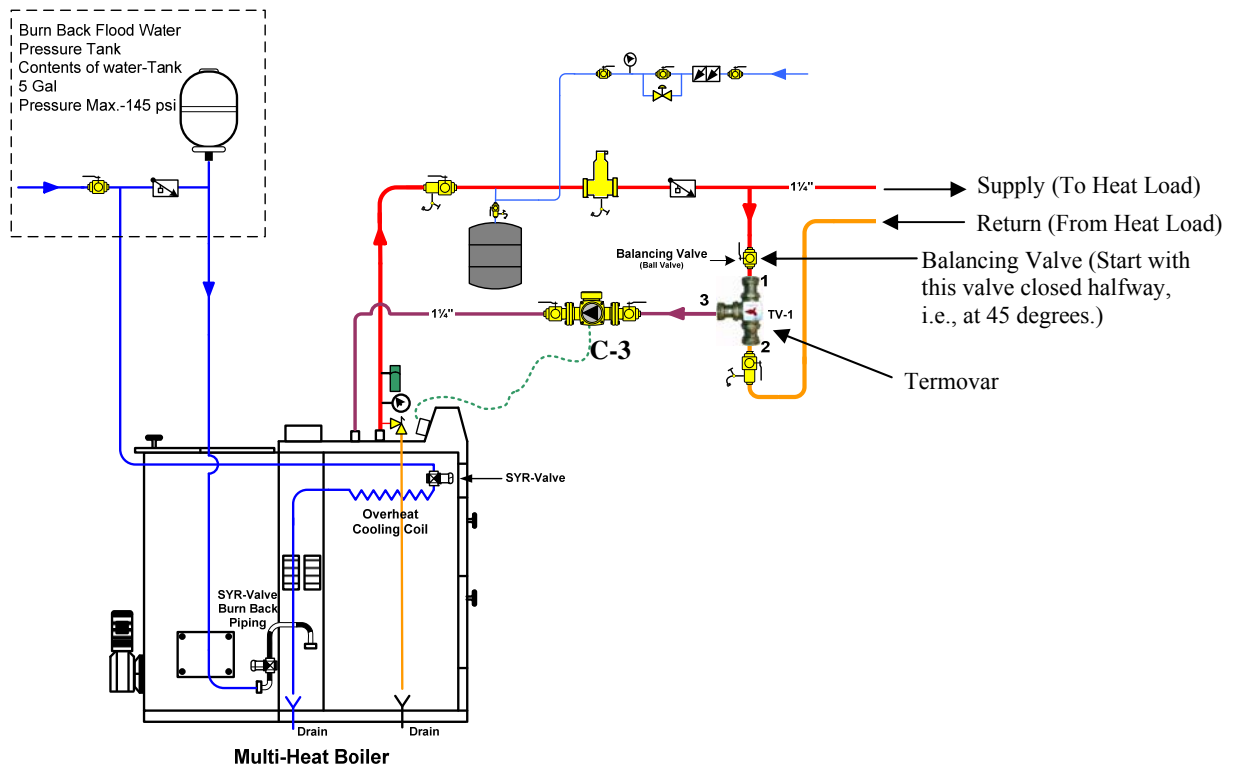 Burn Back Flood Water
Pressure Tank
Contents of water-Tank
5 Gal
Pressure Max.-145 psi
1¼"
Supply (To Heat Load)
Return (From Heat Load)
Balancing Valve
(Ball Valve)
Balancing Valve (Start with
this valve closed halfway,
i.e., at 45 degrees.)
1
3
TV-1
2
1¼"
C-3
Termovar
SYR-Valve
Overheat
Cooling Coil
SYR-Valve
Burn Back
Piping
Drain
Drain
Multi-Heat Boiler